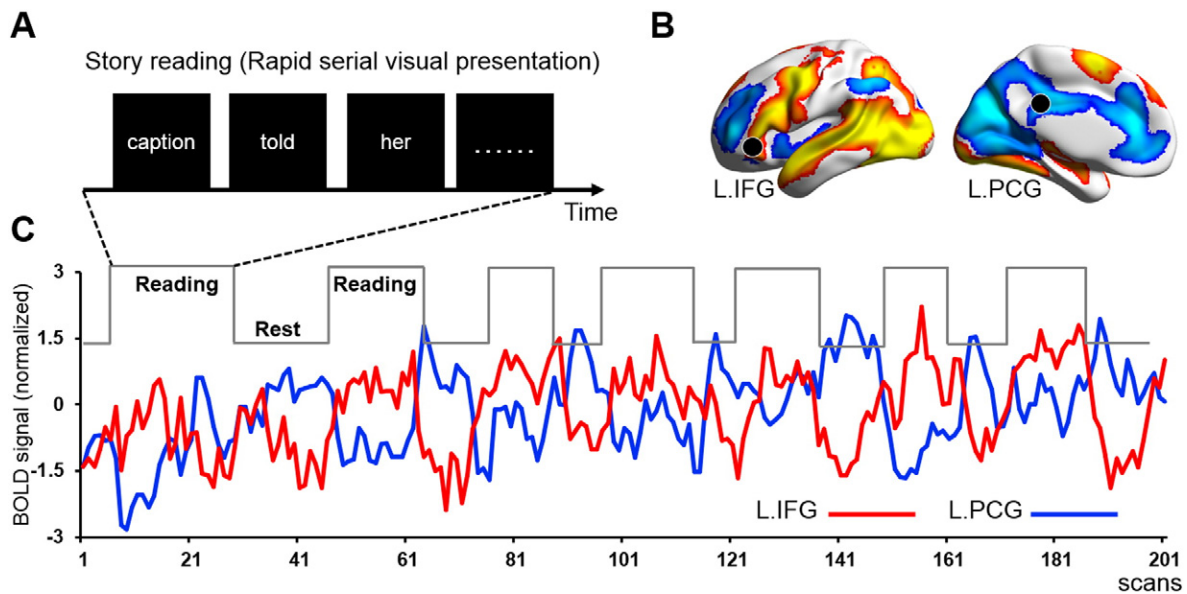 A
Story reading (Rapid serial visual presentation)
caption
told
her
......
Time
B
L.IFG
L.PCG
C
Reading
Reading
Rest
BOLD signal (normalized)
3
1.5
0
-1.5
-3
L.IFG
L.PCG
1
21
41
61
81
101
121
141
161
181
201
scans